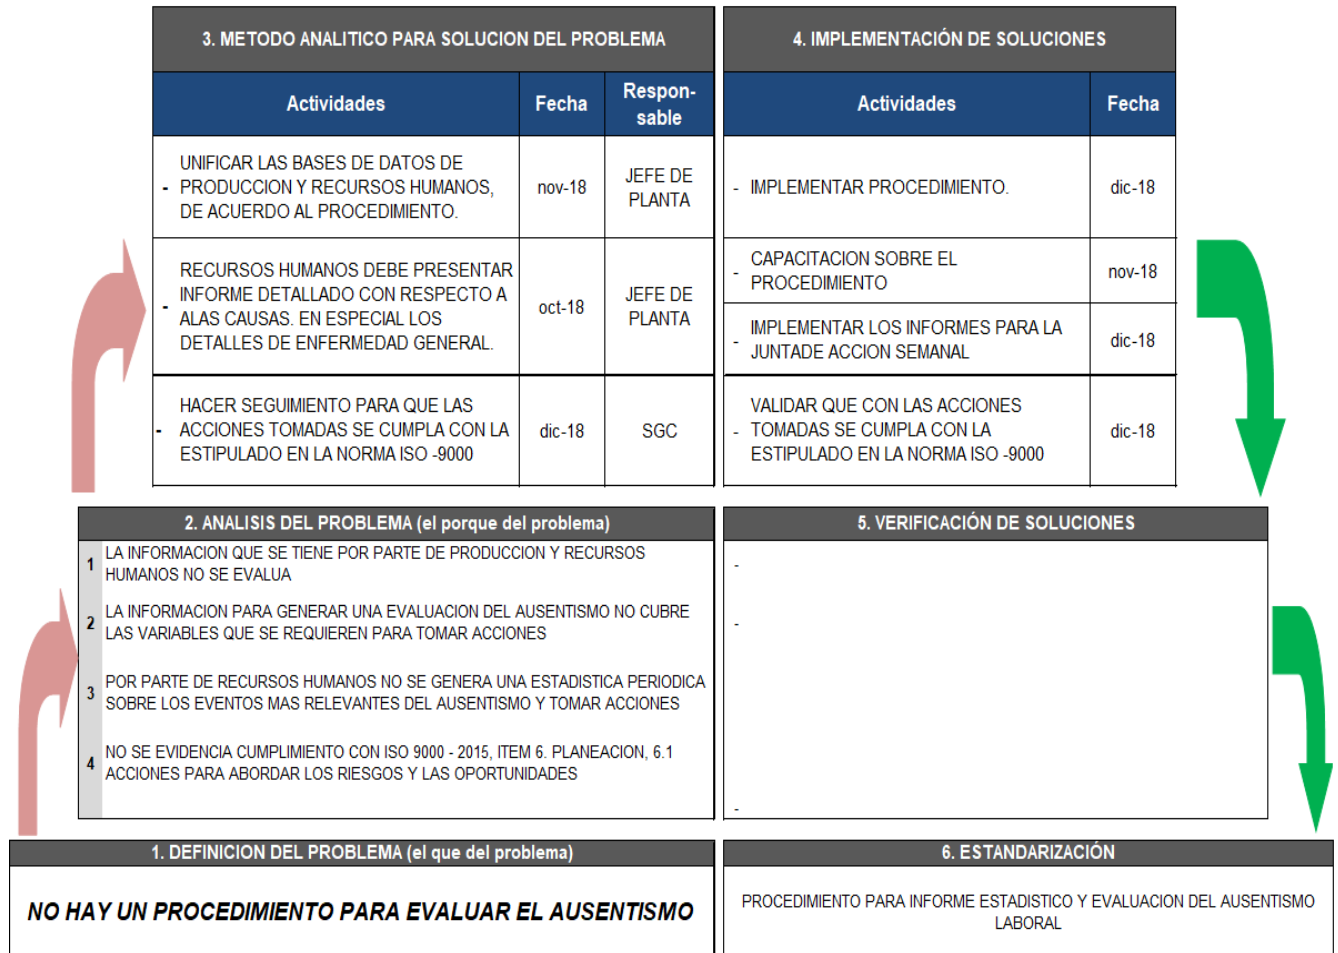 3. METODO ANALITICO PARA SOLUCION DEL PROBLEMA
Actividades
Fecha
Respon-
sable
- UNIFICAR LAS BASES DE DATOS DE
PRODUCCION Y RECURSOS HUMANOS,
DE ACUERDO AL PROCEDIMIENTO.
nov-18
JEFE DE
PLANTA
- RECURSOS HUMANOS DEBE PRESENTAR
INFORME DETALLADO CON RESPECTO A
ALAS CAUSAS. EN ESPECIAL LOS
DETALLES DE ENFERMEDAD GENERAL.
oct-18
JEFE DE
PLANTA
- HACER SEGUIMIENTO PARA QUE LAS
ACCIONES TOMADAS SE CUMPLA CON LA
ESTIPULADO EN LA NORMA ISO -9000
dic-18
SGC
4. IMPLEMENTACIÓN DE SOLUCIONES
Actividades
Fecha
- IMPLEMENTAR PROCEDIMIENTO.
dic-18
- CAPACITACION SOBRE EL
PROCEDIMIENTO
nov-18
- IMPLEMENTAR LOS INFORMES PARA LA
JUNTADE ACCION SEMANAL
dic-18
- VALIDAR QUE CON LAS ACCIONES
TOMADAS SE CUMPLA CON LA
ESTIPULADO EN LA NORMA ISO -9000
dic-18
2. ANALISIS DEL PROBLEMA (el porque del problema)
1 LA INFORMACION QUE SE TIENE POR PARTE DE PRODUCCION Y RECURSOS
HUMANOS NO SE EVALUA
2 LA INFORMACION PARA GENERAR UNA EVALUACION DEL AUSENTISMO NO CUBRE
LAS VARIABLES QUE SE REQUIEREN PARA TOMAR ACCIONES
3 POR PARTE DE RECURSOS HUMANOS NO SE GENERA UNA ESTADISTICA PERIODICA
SOBRE LOS EVENTOS MAS RELEVANTES DEL AUSENTISMO Y TOMAR ACCIONES
4 NO SE EVIDENCIA CUMPLIMIENTO CON ISO 9000 - 2015, ITEM 6. PLANEACION, 6.1
ACCIONES PARA ABORDAR LOS RIESGOS Y LAS OPORTUNIDADES
5. VERIFICACIÓN DE SOLUCIONES
-
-
-
1. DEFINICION DEL PROBLEMA (el que del problema)
NO HAY UN PROCEDIMIENTO PARA EVALUAR EL AUSENTISMO
6. ESTANDARIZACIÓN
PROCEDIMIENTO PARA INFORME ESTADISTICO Y EVALUACION DEL AUSENTISMO
LABORAL